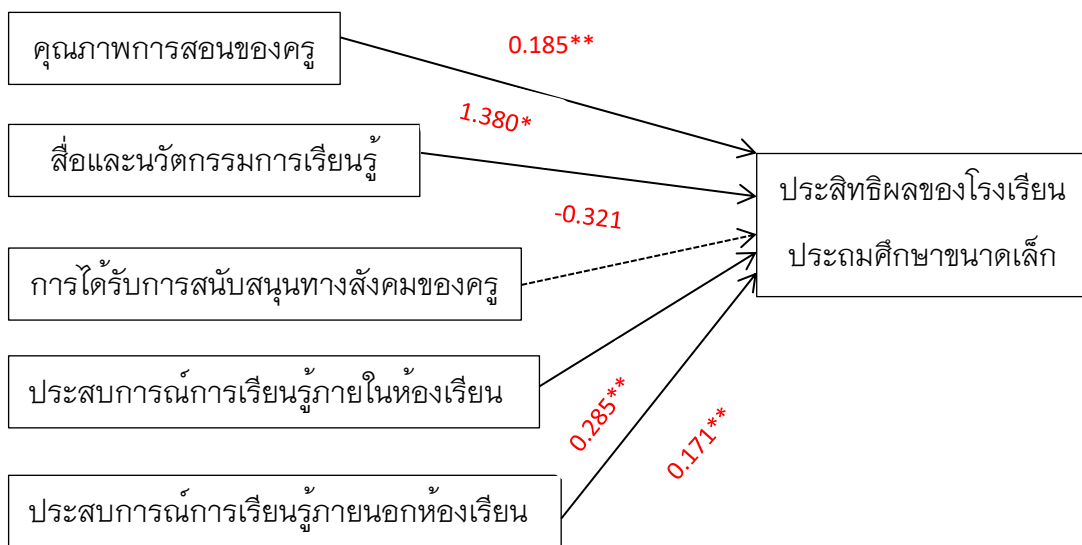 คุณภาพการสอนของครู
0.185**
1.380*
สื่อและนวัตกรรมการเรียนรู้
ประสิทธิผลของโรงเรียน
ประถมศึกษาขนาดเล็ก
-0.321
การได้รับการสนับสนุนทางสังคมของครู
ประสบการณ์การเรียนรู้ภายในห้องเรียน
0.285**
0.171**
ประสบการณ์การเรียนรู้ภายนอกห้องเรียน